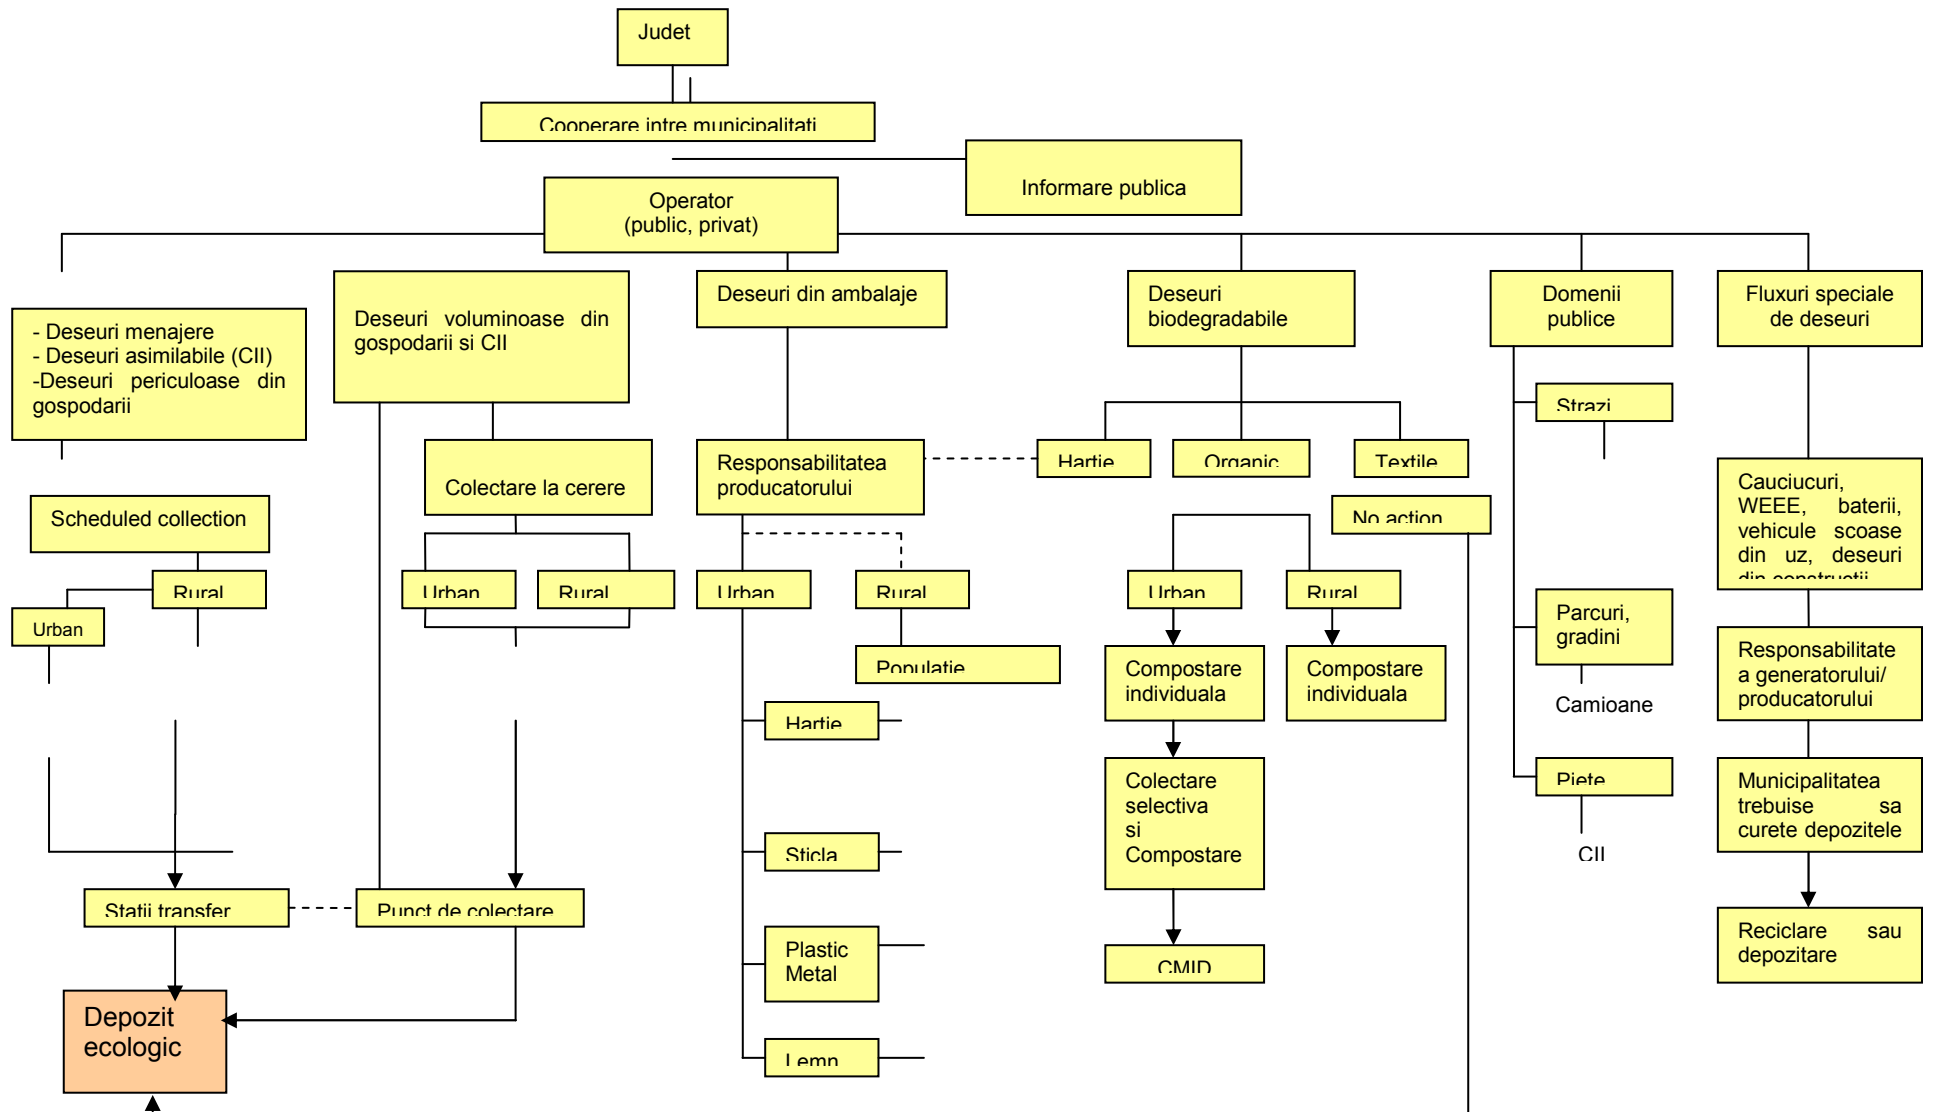 Judet
Cooperare intre municipalitati
Informare publica
Operator
(public, privat)
- Deseuri menajere
- Deseuri asimilabile (CII)
-Deseuri periculoase din
gospodarii
Deseuri voluminoase din
gospodarii si CII
Deseuri din ambalaje
Deseuri
biodegradabile
Domenii
publice
Fluxuri speciale
de deseuri
Strazi
Colectare la cerere
Responsabilitatea
producatorului
Hartie
Organic
Textile
Scheduled collection
No action
Cauciucuri,
WEEE, baterii,
vehicule scoase
din uz, deseuri
din constructii
Urban
Rural
Urban
Rural
Urban
Rural
Urban
Rural
Populatie
Compostare
individuala
Compostare
individuala
Parcuri,
gradini
Camioane
Responsabilitate
a generatorului/
producatorului
Hartie
Colectare
selectiva
si
Compostare
Piete
CII
Municipalitatea
trebuise sa
curete depozitele
Sticla
Statii transfer
Punct de colectare
Plastic
Metal
CMID
Reciclare sau
depozitare
Depozit
ecologic
Lemn